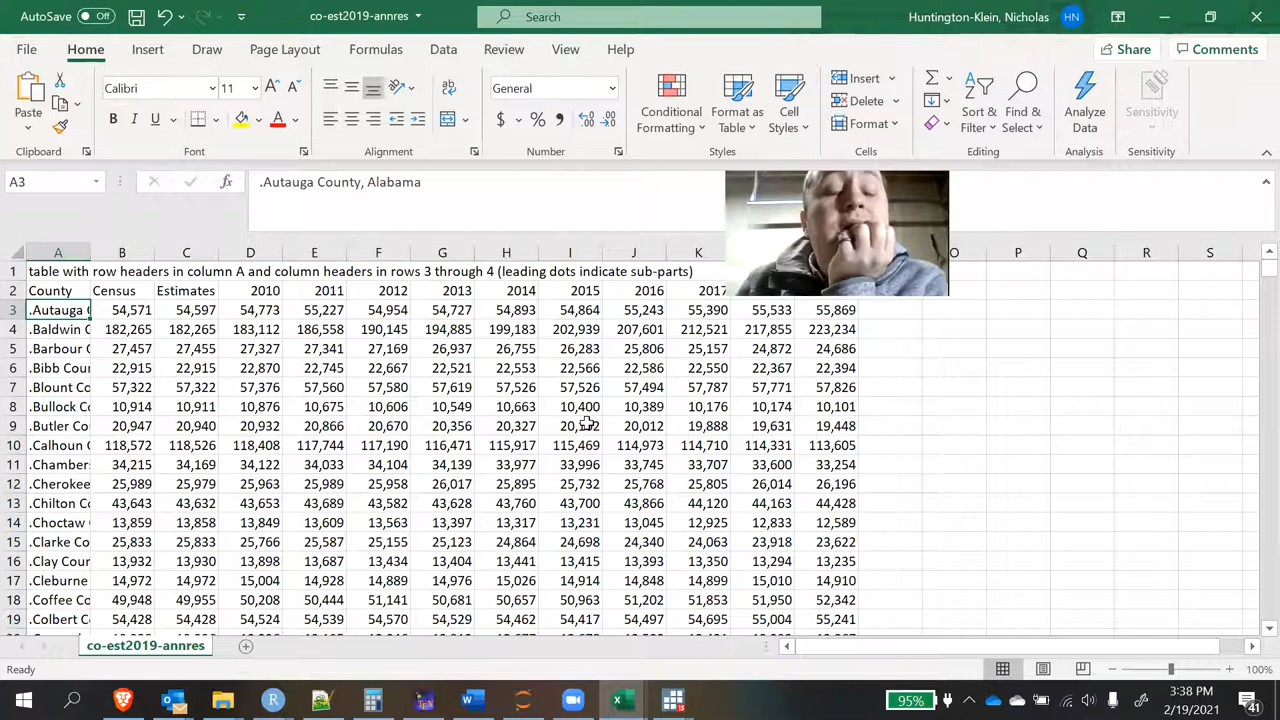 AutoSave Off co-est2019-annres Search Huntington-Klein, Nicholas HN
File Home Insert Draw Page Layout Formulas Data Review View Help Share Comments
Paste Calibri 11 General Conditional Formatting Format as Table Cell Styles Insert Delete Format Sort & Filter Find & Select Analyze Data Sensitivity
Clipboard Font Alignment Number Styles Cells Editing Analysis Sensitivity
A3 fx .Autauga County, Alabama
A B C D E F G H I J K O P Q R S
1 table with row headers in column A and column headers in rows 3 through 4 (leading dots indicate sub-parts)
2 County Census Estimates 2010 2011 2012 2013 2014 2015 2016 2017
3 .Autauga C 54,571 54,597 54,773 55,227 54,954 54,727 54,893 54,864 55,243 55,390 55,533 55,869
4 .Baldwin C 182,265 182,265 183,112 186,558 190,145 194,885 199,183 202,939 207,601 212,521 217,855 223,234
5 .Barbour C 27,457 27,455 27,327 27,341 27,169 26,937 26,755 26,283 25,806 25,157 24,872 24,686
6 .Bibb Coun 22,915 22,915 22,870 22,745 22,667 22,521 22,553 22,566 22,586 22,550 22,367 22,394
7 .Blount Co 57,322 57,322 57,376 57,560 57,580 57,619 57,526 57,526 57,494 57,787 57,771 57,826
8 .Bullock Co 10,914 10,911 10,876 10,675 10,606 10,549 10,663 10,400 10,389 10,176 10,174 10,101
9 .Butler Co 20,947 20,940 20,932 20,866 20,670 20,356 20,327 20,012 19,888 19,631 19,448
10 .Calhoun C 118,572 118,526 118,408 117,744 117,190 116,471 115,917 115,469 114,973 114,710 114,331 113,605
11 .Chambers 34,215 34,169 34,122 34,033 34,104 34,139 33,977 33,996 33,745 33,707 33,600 33,254
12 .Cherokee 25,989 25,979 25,963 25,989 25,958 26,017 25,895 25,732 25,768 25,805 26,014 26,196
13 .Chilton Co 43,643 43,632 43,653 43,689 43,582 43,628 43,760 43,700 43,866 44,120 44,163 44,428
14 .Choctaw C 13,859 13,858 13,849 13,609 13,563 13,397 13,317 13,231 13,045 12,925 12,833 12,589
15 .Clarke Co 25,833 25,833 25,766 25,587 25,155 25,123 24,864 24,698 24,340 24,063 23,918 23,622
16 .Clay Cour 13,932 13,930 13,898 13,687 13,434 13,404 13,441 13,415 13,393 13,350 13,294 13,235
17 .Cleburne 14,972 14,972 15,004 14,928 14,889 14,976 15,026 14,914 14,848 14,899 15,010 14,910
18 .Coffee Co 49,948 49,955 50,208 50,444 51,141 50,681 50,657 50,963 51,202 51,853 51,950 52,342
19 .Colbert Co 54,428 54,428 54,524 54,539 54,570 54,529 54,462 54,417 54,497 54,695 55,004 55,241
co-est2019-annres
Ready 100%
95% 3:38 PM
2/19/2021 41